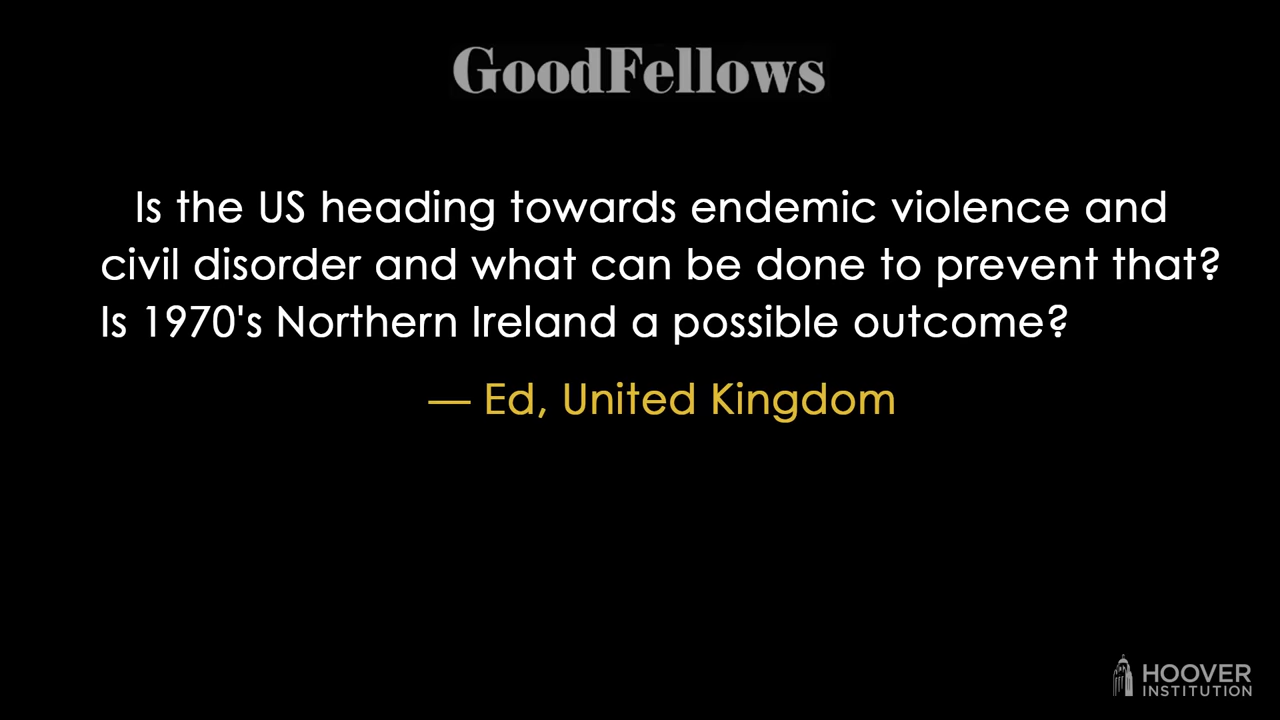 GoodFellows
Is the US heading towards endemic violence and
civil disorder and what can be done to prevent that?
Is 1970's Northern Ireland a possible outcome?
— Ed, United Kingdom
HOOVER
INSTITUTION